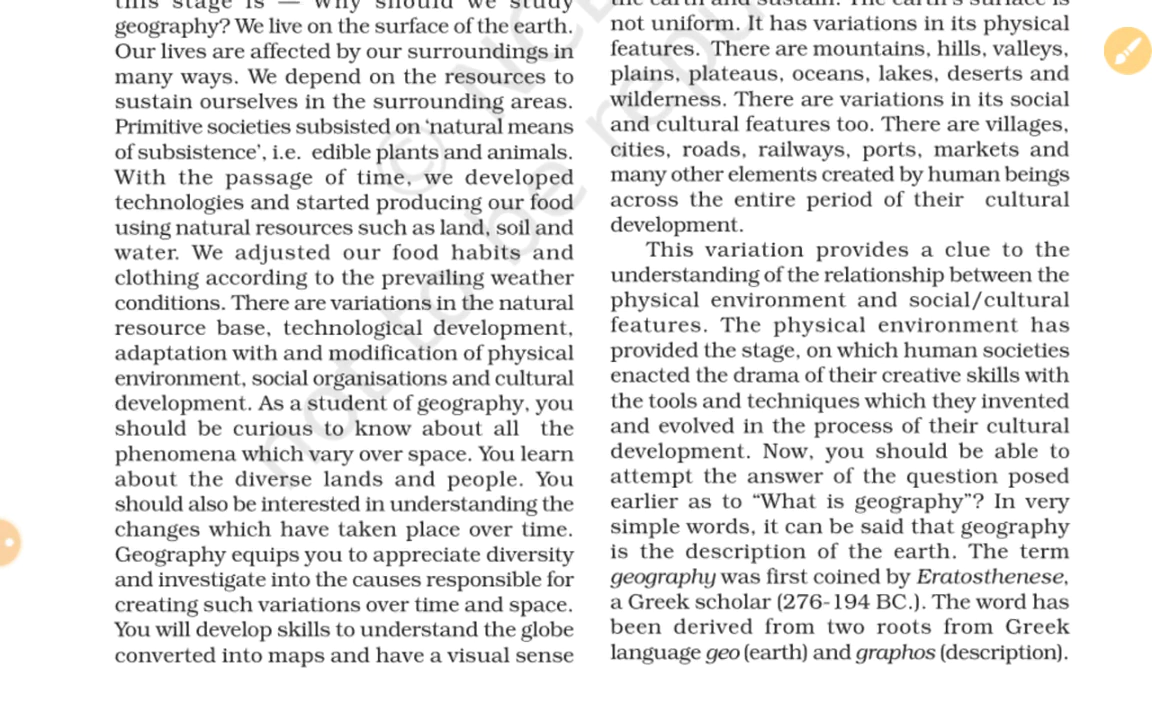 this stage is — Why should we study
geography? We live on the surface of the earth.
Our lives are affected by our surroundings in
many ways. We depend on the resources to
sustain ourselves in the surrounding areas.
Primitive societies subsisted on ‘natural means
of subsistence’, i.e. edible plants and animals.
With the passage of time, we developed
technologies and started producing our food
using natural resources such as land, soil and
water. We adjusted our food habits and
clothing according to the prevailing weather
conditions. There are variations in the natural
resource base, technological development,
adaptation with and modification of physical
environment, social organisations and cultural
development. As a student of geography, you
should be curious to know about all the
phenomena which vary over space. You learn
about the diverse lands and people. You
should also be interested in understanding the
changes which have taken place over time.
Geography equips you to appreciate diversity
and investigate into the causes responsible for
creating such variations over time and space.
You will develop skills to understand the globe
converted into maps and have a visual sense
the earth and sustain. The earth's surface is
not uniform. It has variations in its physical
features. There are mountains, hills, valleys,
plains, plateaus, oceans, lakes, deserts and
wilderness. There are variations in its social
and cultural features too. There are villages,
cities, roads, railways, ports, markets and
many other elements created by human beings
across the entire period of their cultural
development.
This variation provides a clue to the
understanding of the relationship between the
physical environment and social/cultural
features. The physical environment has
provided the stage, on which human societies
enacted the drama of their creative skills with
the tools and techniques which they invented
and evolved in the process of their cultural
development. Now, you should be able to
attempt the answer of the question posed
earlier as to “What is geography”? In very
simple words, it can be said that geography
is the description of the earth. The term
geography was first coined by Eratosthenese,
a Greek scholar (276-194 BC.). The word has
been derived from two roots from Greek
language geo (earth) and graphos (description).
©
not to be